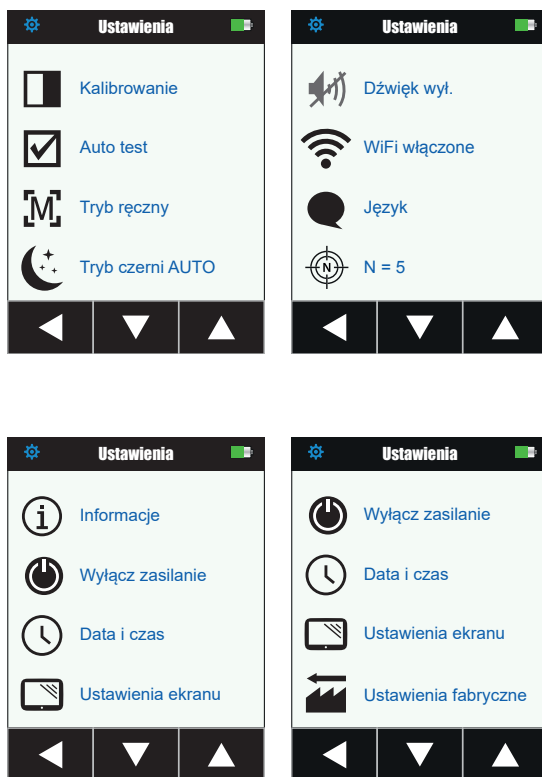 Ustawienia
Kalibrowanie
Auto test
[M] Tryb ręczny
Tryb czerni AUTO
Ustawienia
Dźwięk wył.
WiFi włączone
Język
N N = 5
Ustawienia
i Informacje
Wyłącz zasilanie
Data i czas
Ustawienia ekranu
Ustawienia
Wyłącz zasilanie
Data i czas
Ustawienia ekranu
Ustawienia fabryczne